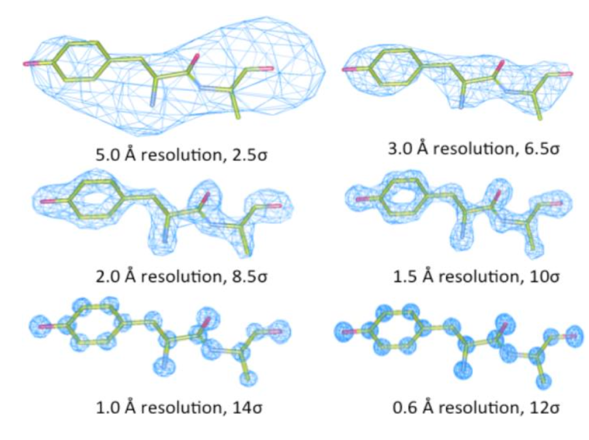 5.0 Å resolution, 2.5σ
3.0 Å resolution, 6.5σ
2.0 Å resolution, 8.5σ
1.5 Å resolution, 10σ
1.0 Å resolution, 14σ
0.6 Å resolution, 12σ